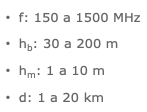 • f: 150 a 1500 MHz
• h_b: 30 a 200 m
• h_m: 1 a 10 m
• d: 1 a 20 km